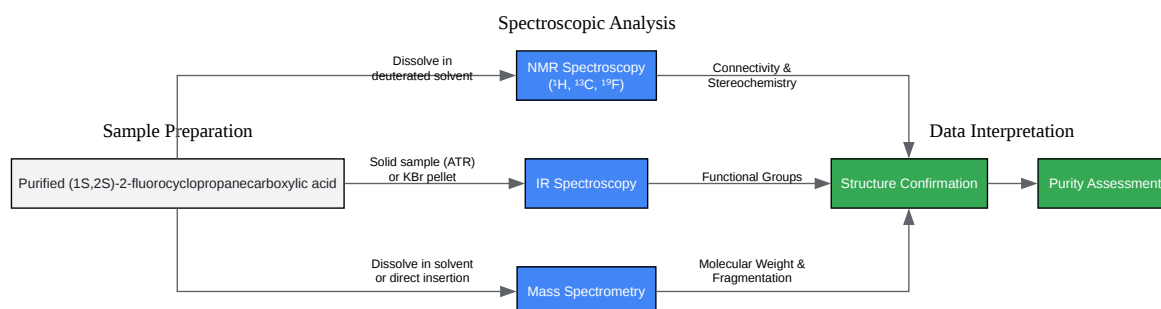 Spectroscopic Analysis
Dissolve in
deuterated solvent
NMR Spectroscopy
(¹H, ¹³C, ¹⁹F)
Connectivity &
Stereochemistry
Sample Preparation
Data Interpretation
Purified (1S,2S)-2-fluorocyclopropanecarboxylic acid
Solid sample (ATR)
or KBr pellet
IR Spectroscopy
Functional Groups
Structure Confirmation
Purity Assessment
Dissolve in solvent
or direct insertion
Mass Spectrometry
Molecular Weight &
Fragmentation